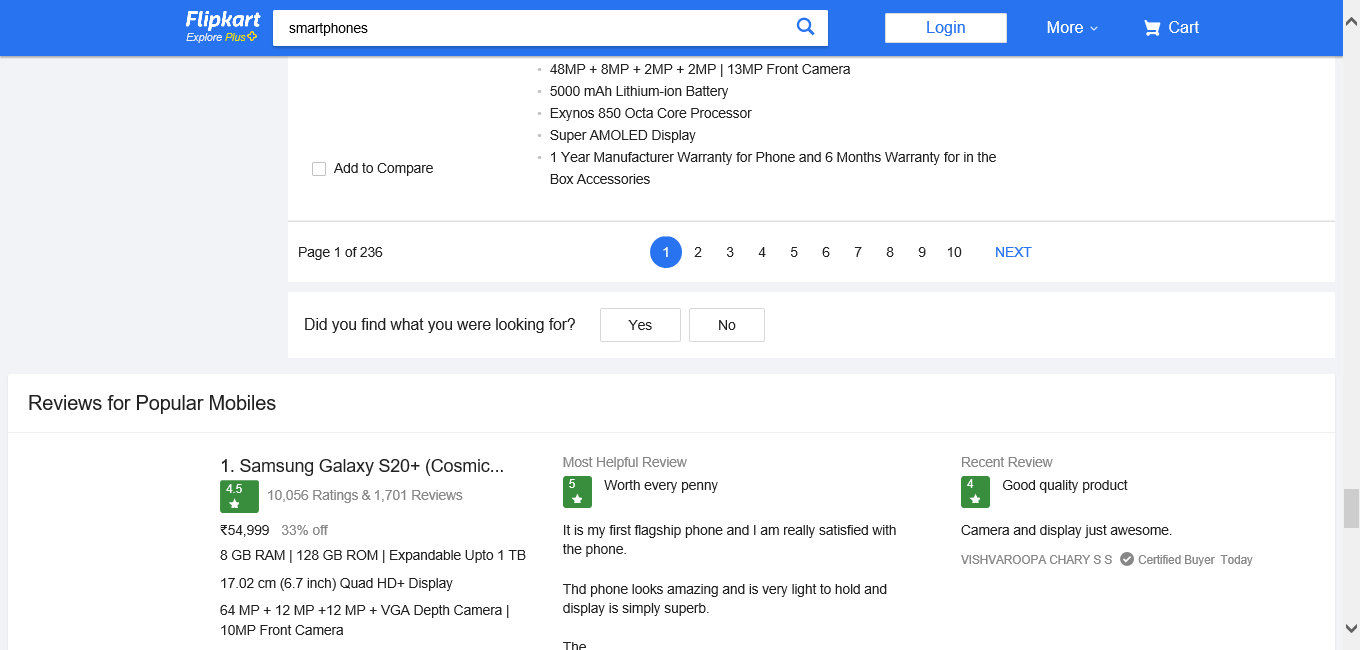 Flipkart
Explore Plus
smartphones
Login
More
Cart
48MP + 8MP + 2MP + 2MP | 13MP Front Camera
5000 mAh Lithium-ion Battery
Exynos 850 Octa Core Processor
Super AMOLED Display
1 Year Manufacturer Warranty for Phone and 6 Months Warranty for in the
Box Accessories
Add to Compare
Page 1 of 236
1 2 3 4 5 6 7 8 9 10 NEXT
Did you find what you were looking for?
Yes
No
Reviews for Popular Mobiles
1. Samsung Galaxy S20+ (Cosmic...
4.5
10,056 Ratings & 1,701 Reviews
₹54,999 33% off
8 GB RAM | 128 GB ROM | Expandable Upto 1 TB
17.02 cm (6.7 inch) Quad HD+ Display
64 MP + 12 MP +12 MP + VGA Depth Camera |
10MP Front Camera
Most Helpful Review
5
Worth every penny
It is my first flagship phone and I am really satisfied with
the phone.
Thd phone looks amazing and is very light to hold and
display is simply superb.
The
Recent Review
4
Good quality product
Camera and display just awesome.
VISHVAROOPA CHARY S S Certified Buyer Today